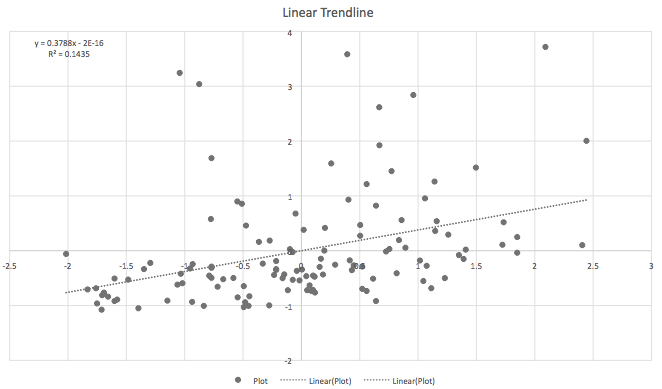 Linear Trendline
y = 0.3788x - 2E-16
R² = 0.1435
4
3
2
1
0
-2.5 -2 -1.5 -1 -0.5 0 0.5 1 1.5 2 2.5 3
-1
-2
Plot Linear(Plot) Linear(Plot)